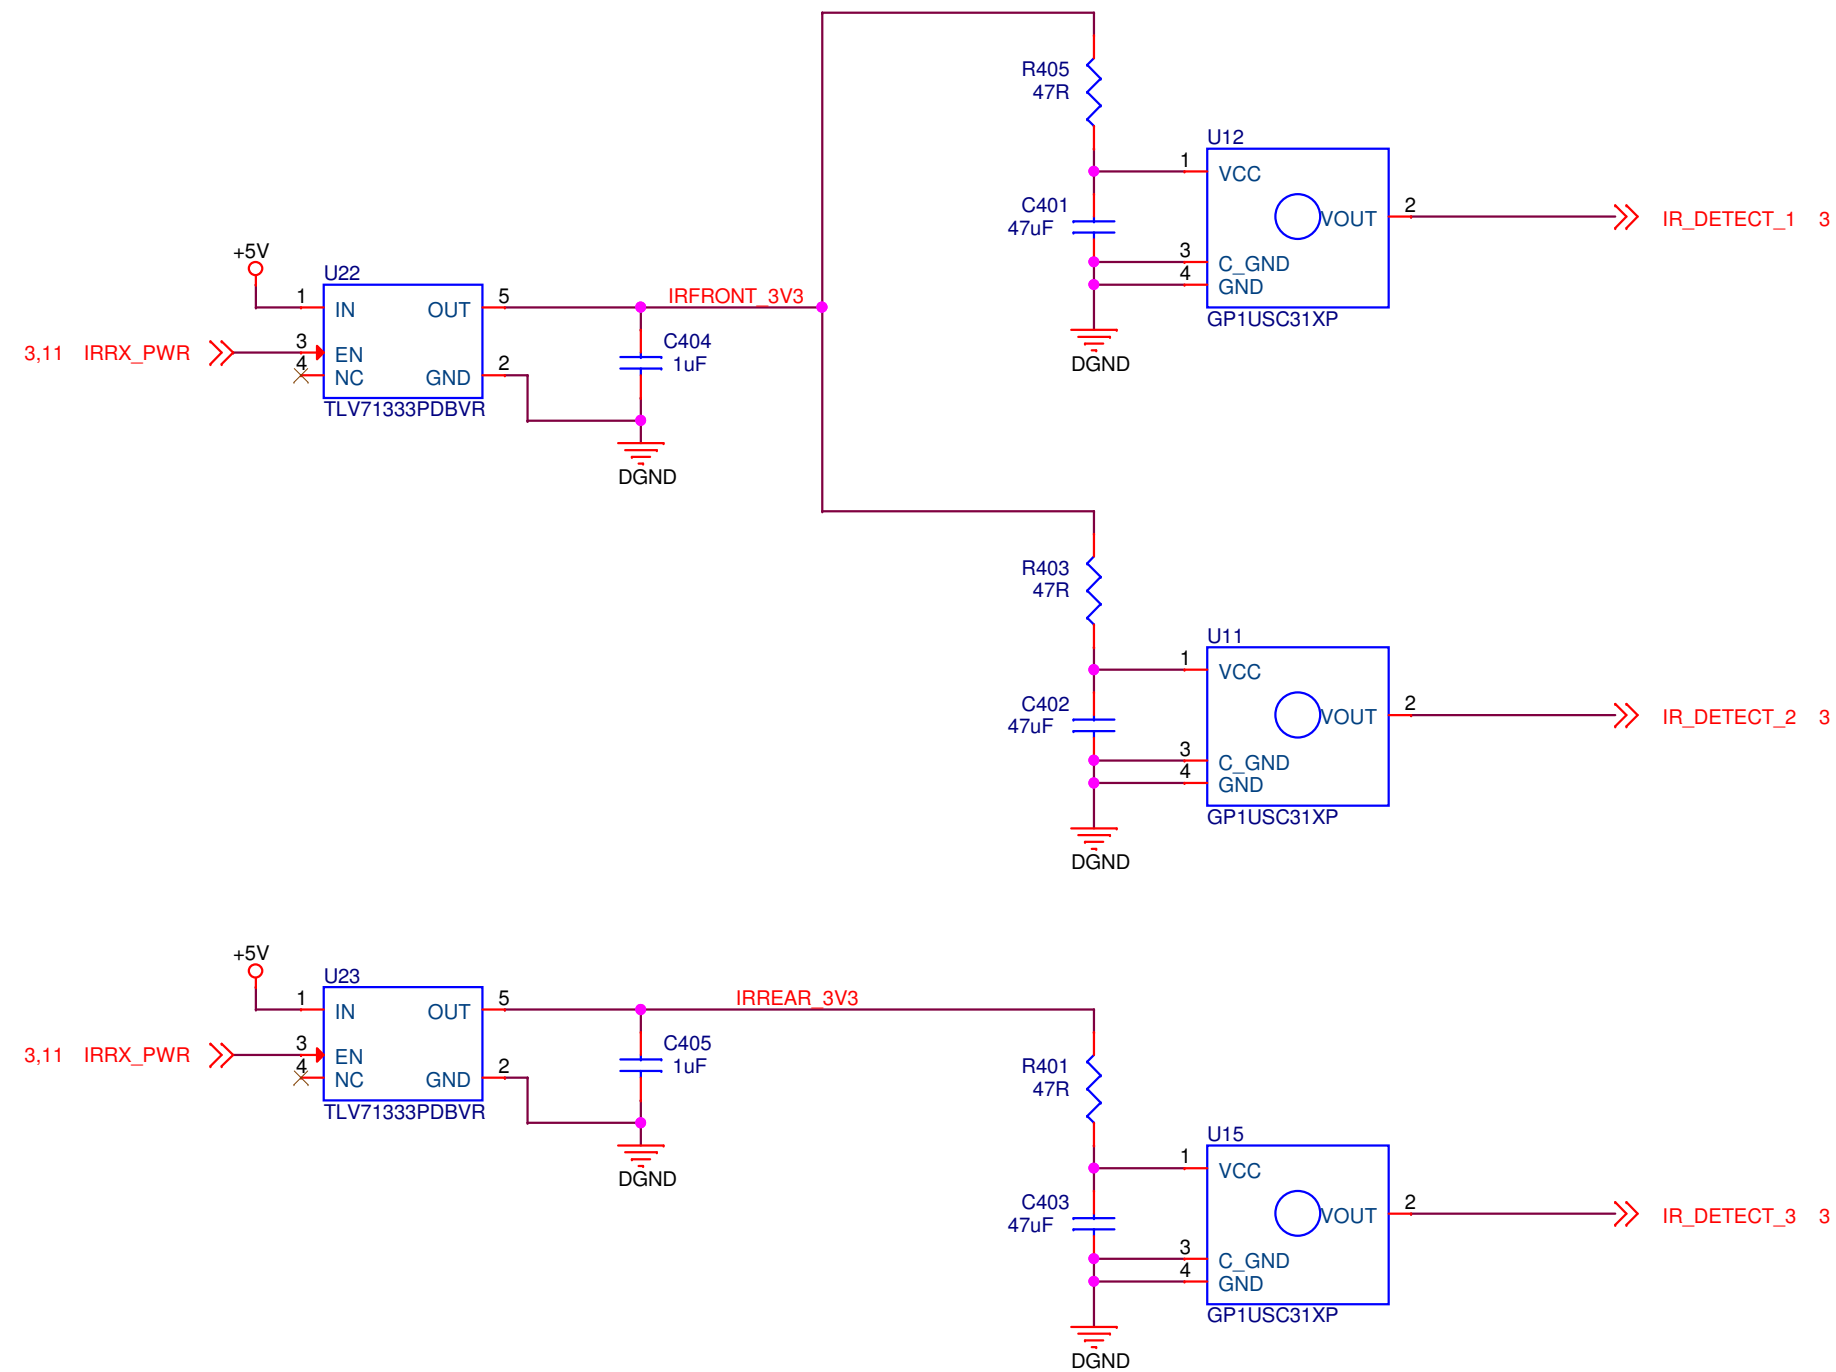 R405
47R
U12
1
VCC
C401
47uF
VOUT
2
IR_DETECT_1 3
3
C_GND
4
GND
GP1USC31XP
DGND
+5V
U22
1
IN
OUT
5
IRFRONT_3V3
3,11 IRRX_PWR
3
EN
4
NC
GND
2
TLV71333PDBVR
C404
1uF
DGND
R403
47R
U11
1
VCC
C402
47uF
VOUT
2
IR_DETECT_2 3
3
C_GND
4
GND
GP1USC31XP
DGND
+5V
U23
1
IN
OUT
5
IRREAR_3V3
3,11 IRRX_PWR
3
EN
4
NC
GND
2
TLV71333PDBVR
C405
1uF
DGND
R401
47R
U15
1
VCC
C403
47uF
VOUT
2
IR_DETECT_3 3
3
C_GND
4
GND
GP1USC31XP
DGND